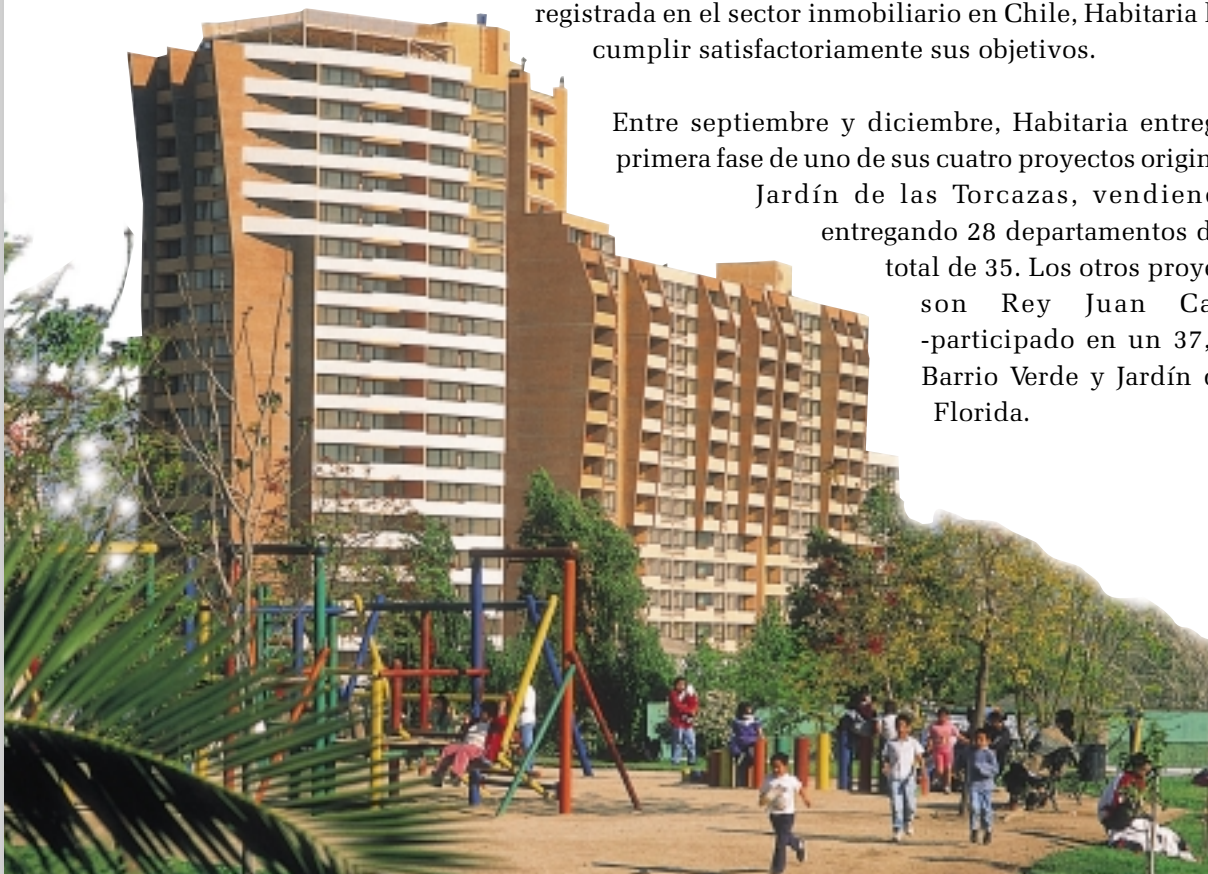 registrada en el sector inmobiliario en Chile, Habitaria
cumplir satisfactoriamente sus objetivos.
Entre septiembre y diciembre, Habitaria
primera fase de uno de sus cuatro proyectos
Jardín de las Torcazas,
entregando 28 departamentos
total de 35. Los otros
son Rey Juan
-participado en un 37,
Barrio Verde y Jardín
Florida.